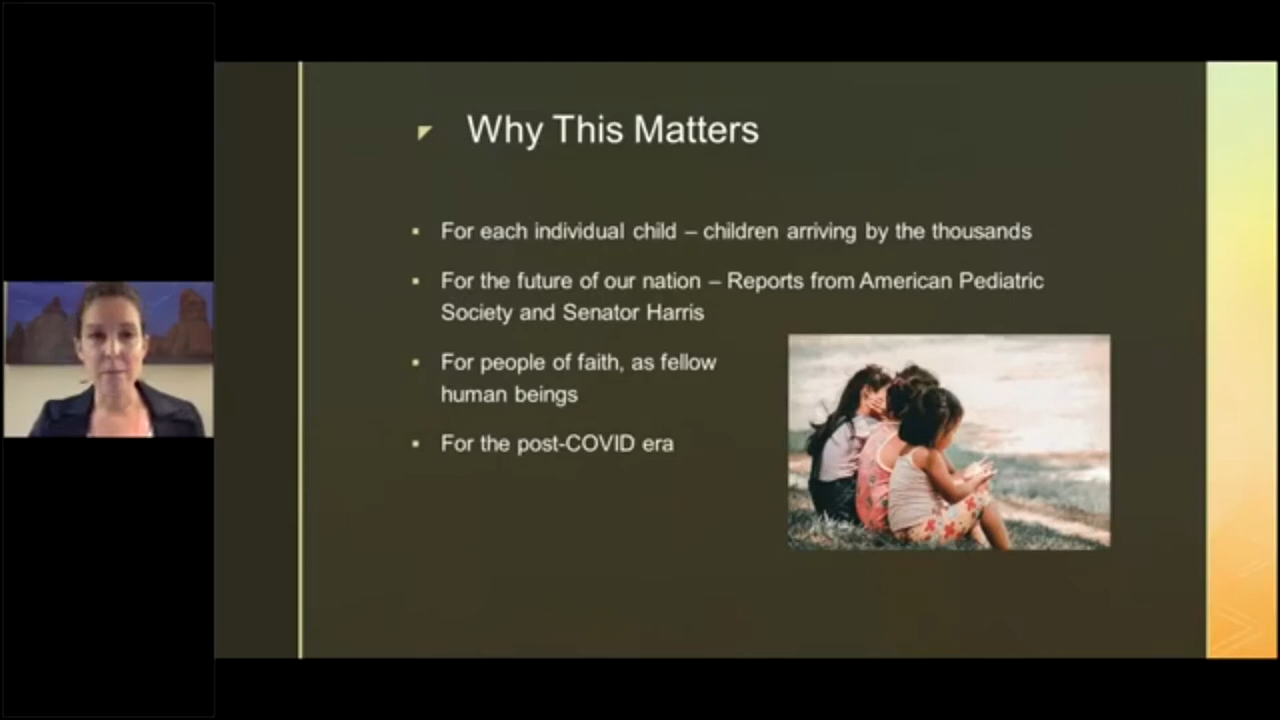 Why This Matters
For each individual child – children arriving by the thousands
For the future of our nation – Reports from American Pediatric
Society and Senator Harris
For people of faith, as fellow
human beings
For the post-COVID era